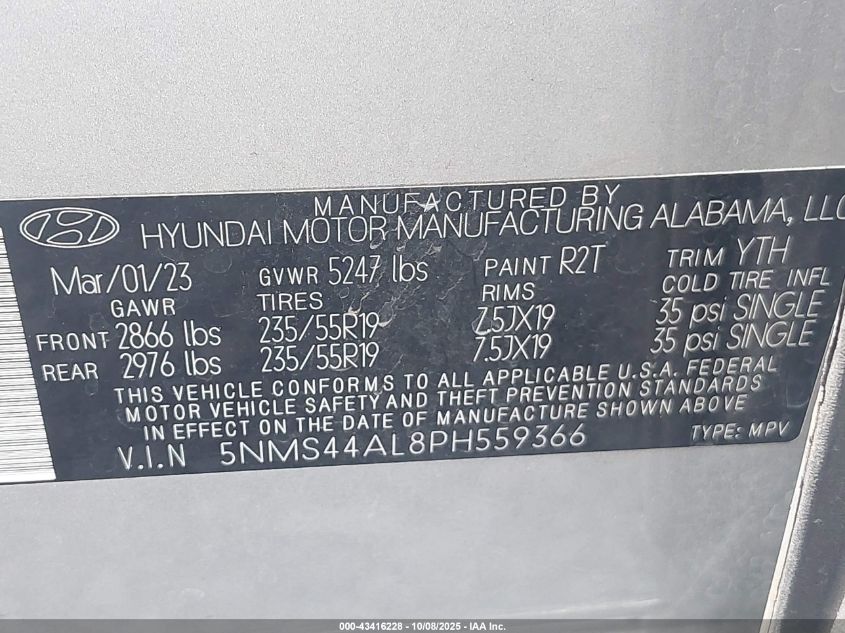 MANUFACTURED BY
HYUNDAI MOTOR MANUFACTURING ALABAMA, LLC
Mar/01/23 GVWR 5247 lbs PAINT R2T TRIM YTH
GAWR TIRES RIMS COLD TIRE INFL
FRONT 2866 lbs 235/55R19 7.5JX19 35 psi SINGLE
REAR 2976 lbs 235/55R19 7.5JX19 35 psi SINGLE
THIS VEHICLE CONFORMS TO ALL APPLICABLE U.S.A. FEDERAL
MOTOR VEHICLE SAFETY AND THEFT PREVENTION STANDARDS
IN EFFECT ON THE DATE OF MANUFACTURE SHOWN ABOVE
V.I.N 5NMS44AL8PH559366 TYPE: MPV
000-43416228 - 10/08/2025 - IAA Inc.